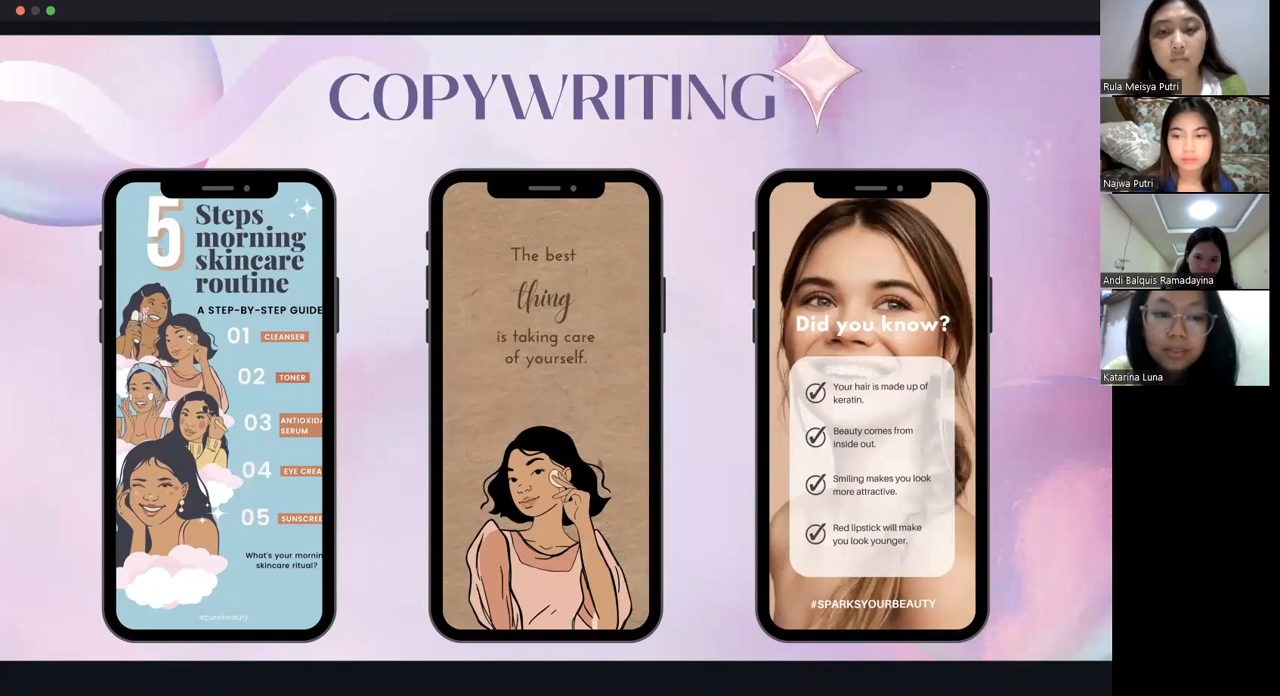 COPYWRITING
5
Steps
morning
skincare
routine
A STEP-BY-STEP GUIDE
01 CLEANSER
02 TONER
03 ANTIOXIDA
SERUM
04 EYE CREA
05 SUNSCREE
What's your mornin
skincare ritual?
#purebeauty
The best
thing
is taking care
of yourself.
Did you know?
Your hair is made up of
keratin.
Beauty comes from
inside out.
Smiling makes you look
more attractive.
Red lipstick will make
you look younger.
#SPARKSYOURBEAUTY
Rula Meisya Putri
Najwa Putri
Andi Balquis Ramadayina
Katarina Luna